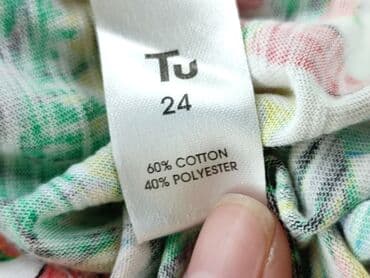 Tu
24
60% COTTON
40% POLYESTER